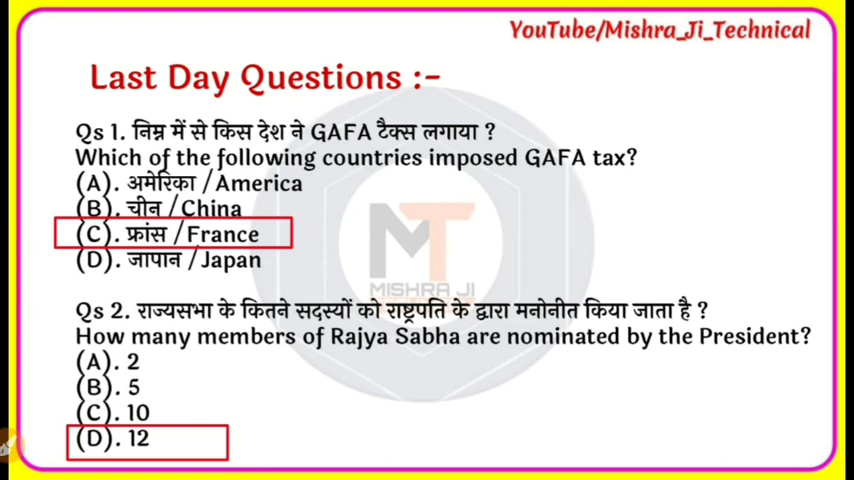 YouTube/Mishra_Ji_Technical
Last Day Questions :-
Qs 1. निम्न में से किस देश ने GAFA टैक्स लगाया ?
Which of the following countries imposed GAFA tax?
(A). अमेरिका /America
(B). चीन /China
(C). फ्रांस /France
(D). जापान /Japan
MISHRA JI
Qs 2. राज्यसभा के कितने सदस्यों को राष्ट्रपति के द्वारा मनोनीत किया जाता है ?
How many members of Rajya Sabha are nominated by the President?
(A). 2
(B). 5
(C). 10
(D). 12